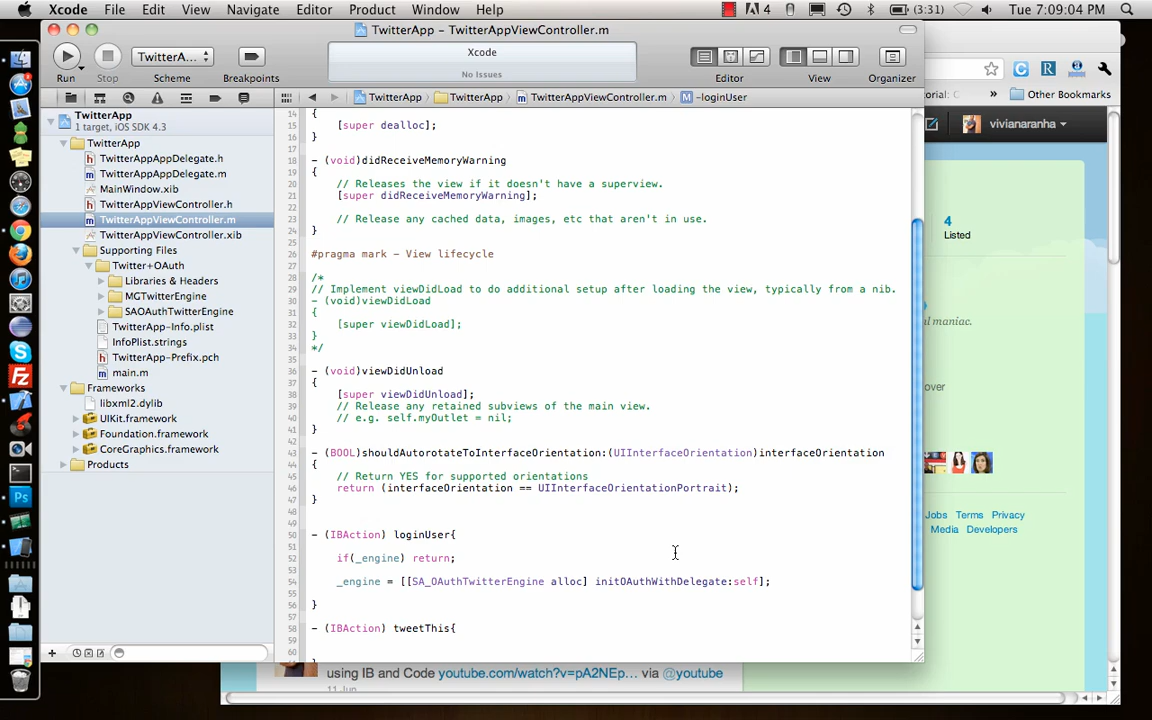 Xcode File Edit View Navigate Editor Product Window Help
4 (3:31) Tue 7:09:04 PM
TwitterApp – TwitterAppViewController.m
TwitterA...
Xcode
No Issues
Run Stop Scheme Breakpoints Editor View Organizer
TwitterApp TwitterApp TwitterAppViewController.m -loginUser
» Other Bookmarks
TwitterApp
1 target, iOS SDK 4.3
TwitterApp
TwitterAppAppDelegate.h
TwitterAppAppDelegate.m
MainWindow.xib
TwitterAppViewController.h
TwitterAppViewController.m
TwitterAppViewController.xib
Supporting Files
Twitter+OAuth
Libraries & Headers
MGTwitterEngine
SAOAuthTwitterEngine
TwitterApp-Info.plist
InfoPlist.strings
TwitterApp-Prefix.pch
main.m
Frameworks
libxml2.dylib
UIKit.framework
Foundation.framework
CoreGraphics.framework
Products
14 {
15 [super dealloc];
16 }
17
18 - (void)didReceiveMemoryWarning
19 {
20 // Releases the view if it doesn't have a superview.
21 [super didReceiveMemoryWarning];
22
23 // Release any cached data, images, etc that aren't in use.
24 }
25
26 #pragma mark - View lifecycle
27
28 /*
29 // Implement viewDidLoad to do additional setup after loading the view, typically from a nib.
30 - (void)viewDidLoad
31 {
32 [super viewDidLoad];
33 }
34 */
35
36 - (void)viewDidUnload
37 {
38 [super viewDidUnload];
39 // Release any retained subviews of the main view.
40 // e.g. self.myOutlet = nil;
41 }
42
43 - (BOOL)shouldAutorotateToInterfaceOrientation:(UIInterfaceOrientation)interfaceOrientation
44 {
45 // Return YES for supported orientations
46 return (interfaceOrientation == UIInterfaceOrientationPortrait);
47 }
48
49
50 - (IBAction) loginUser{
51
52 if(_engine) return;
53
54 _engine = [[SA_OAuthTwitterEngine alloc] initOAuthWithDelegate:self];
55
56 }
57
58 - (IBAction) tweetThis{
59
60
vivianaranha
4
Listed
ul maniac.
over
Jobs Terms Privacy
Media Developers
using IB and Code youtube.com/watch?v=pA2NEp... via @youtube
11 Jun